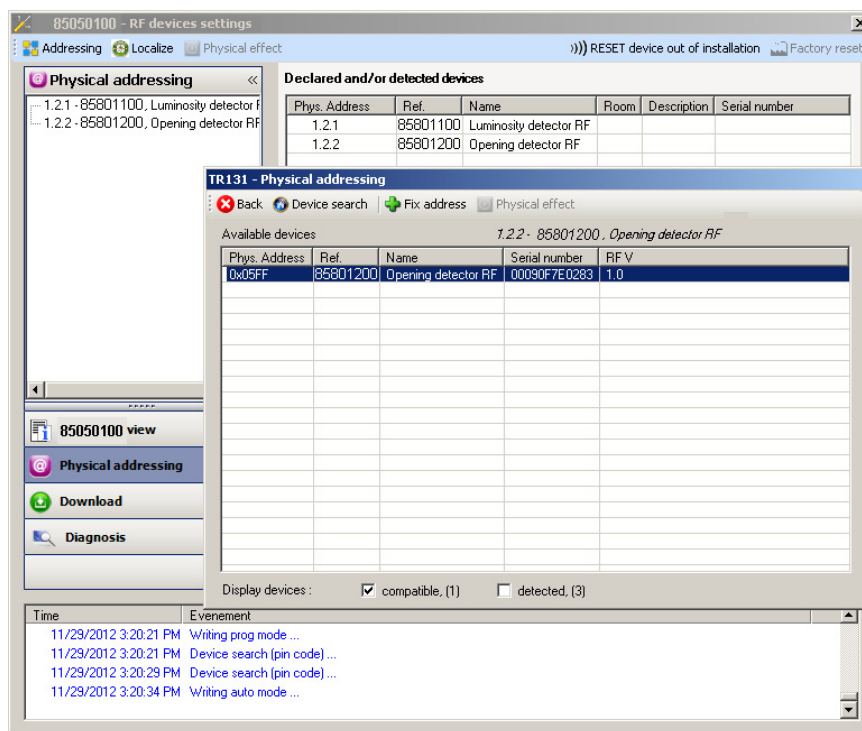 85050100 - RF devices settings
Addressing Localize Physical effect )))) RESET device out of installation Factory reset
Physical addressing «
1.2.1 - 85801100, Luminosity detector
1.2.2 - 85801200, Opening detector RF
Declared and/or detected devices
Phys. Address Ref. Name Room Description Serial number
1.2.1 85801100 Luminosity detector RF
1.2.2 85801200 Opening detector RF
TR131 - Physical addressing
Back Device search Fix address Physical effect
Available devices 1.2.2 - 85801200, Opening detector RF
Phys. Address Ref. Name Serial number RF V
0x05FF 85801200 Opening detector RF 00090F7E0283 1.0
85050100 view
Physical addressing
Download
Diagnosis
Display devices : compatible, (1) detected, (3)
Time Evenement
11/29/2012 3:20:21 PM Writing prog mode ...
11/29/2012 3:20:21 PM Device search (pin code) ...
11/29/2012 3:20:29 PM Device search (pin code) ...
11/29/2012 3:20:34 PM Writing auto mode ...